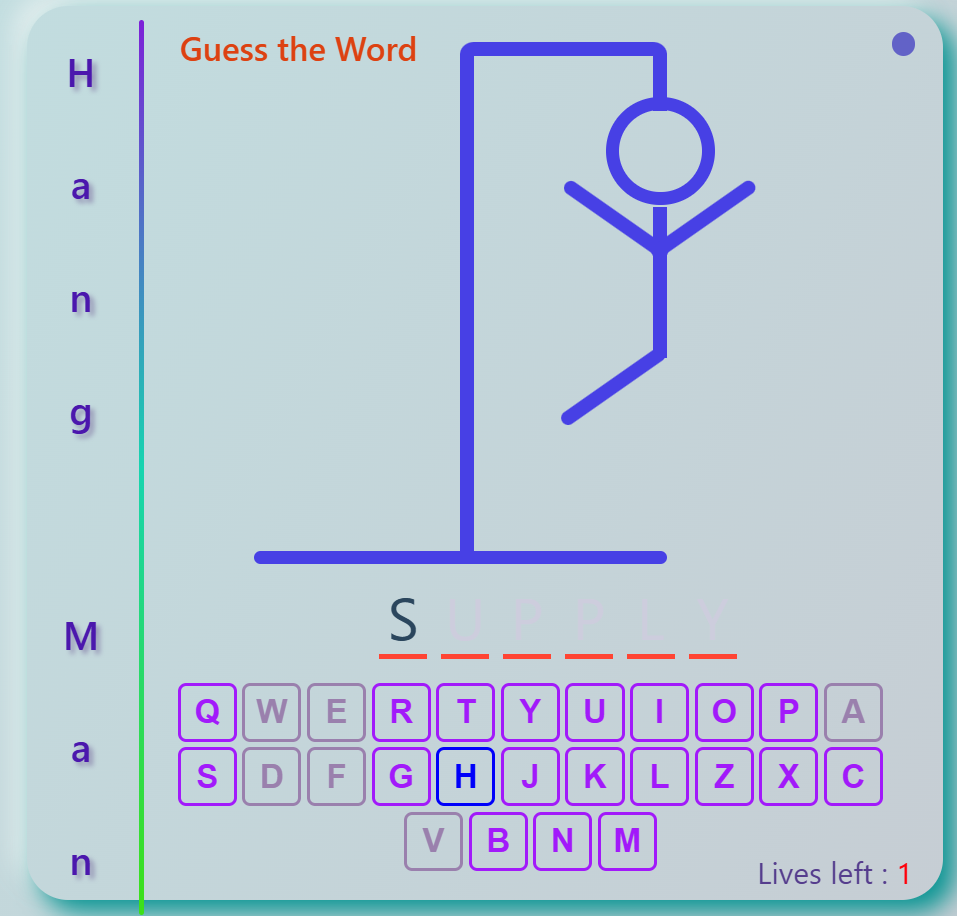 Guess the Word
H
a
n
g
M
a
n
S U P P L Y
Q W E R T Y U I O P A
S D F G H J K L Z X C
V B N M
Lives left : 1